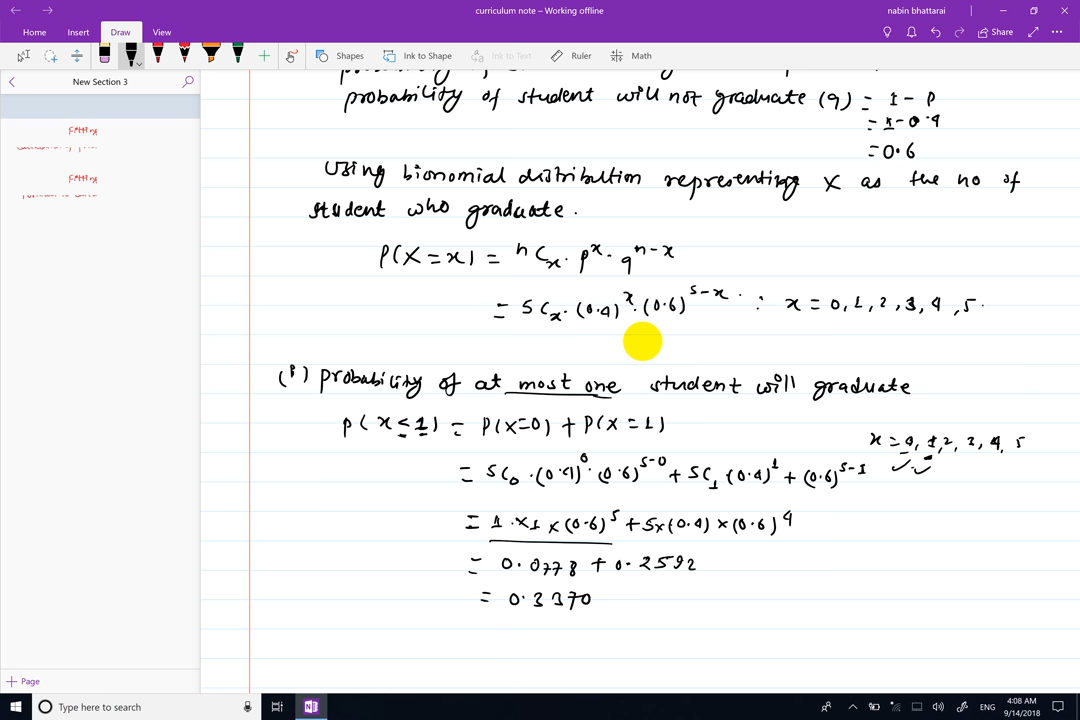 curriculum note – Working offline
nabin bhattarai
Home Insert Draw View
Share
Shapes Ink to Shape Ink to Text Ruler Math
New Section 3
probability of student will not graduate (q) = 1 - p
= 1-0.4
= 0.6
Using bionomial distribution representing X as the no of
student who graduate.
P(X = x) = nCx. p^x. q^n-x
= 5Cx. (0.4)^x. (0.6)^5-x. : x = 0, 1, 2, 3, 4, 5.
(i) probability of at most one student will graduate
P(x ≤ 1) = P(X=0) + P(X=1)
x = 0, 1, 2, 3, 4, 5
= 5C0 . (0.4)^0 . (0.6)^5-0 + 5C1 (0.4)^1 + (0.6)^5-1
= 1 . x 1 x (0.6)^5 + 5x(0.4) x (0.6)^4
= 0.0778 + 0.2592
= 0.3370
+ Page
Type here to search
ENG
4:08 AM
9/14/2018